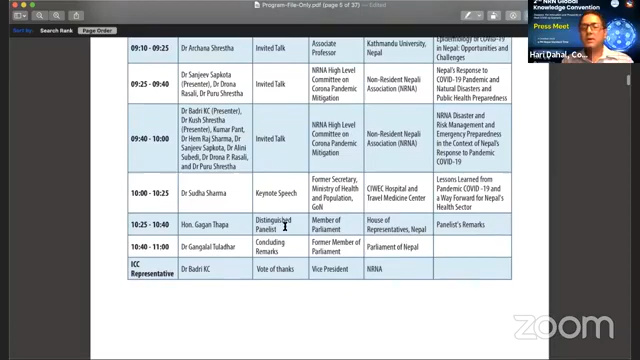 Program-File-Only.pdf (page 6 of 37) — Edited
Sort by: Search Rank Page Order
09:10 - 09:25 Dr Archana Shrestha Invited Talk Associate Professor Kathmandu University, Nepal Epidemiology of COVID-19 in Nepal: Opportunities and Challenges
09:25 - 09:40 Dr Sanjeev Sapkota (Presenter), Dr Drona Rasali, Dr Puru Shrestha Invited Talk NRNA High Level Committee on Corona Pandemic Mitigation Non-Resident Nepali Association (NRNA) Nepal's Response to COVID-19 Pandemic and Natural Disasters and Public Health Preparedness
09:40 - 10:00 Dr Badri KC (Presenter) Dr Kush Shrestha (Presenter), Kumar Pant, Dr Hem Raj Sharma, Dr Sanjeev Sapkota, Dr Alini Subedi, Dr Drona P. Rasali, and Dr Puru Shrestha Invited Talk NRNA High Level Committee on Corona Pandemic Mitigation Non-Resident Nepali Association (NRNA) NRNA Disaster and Risk Management and Emergency Preparedness in the Context of Nepal's Response to Pandemic COVID-19
10:00 - 10:25 Dr Sudha Sharma Keynote Speech Former Secretary, Ministry of Health and Population, GoN CIWEC Hospital and Travel Medicine Center Lessons Learned from Pandemic COVID -19 and a Way Forward for Nepal's Health Sector
10:25 - 10:40 Hon. Gagan Thapa Distinguished Panelist Member of Parliament House of Representatives, Nepal Panelist's Remarks
10:40 - 11:00 Dr Gangalal Tuladhar Concluding Remarks Former Member of Parliament Parliament of Nepal
ICC Representative Dr Badri KC Vote of thanks Vice President NRNA
2nd NRN Global
Knowledge Convention
Press Meet
Hari Dahal, Co...
LIVE
zoom